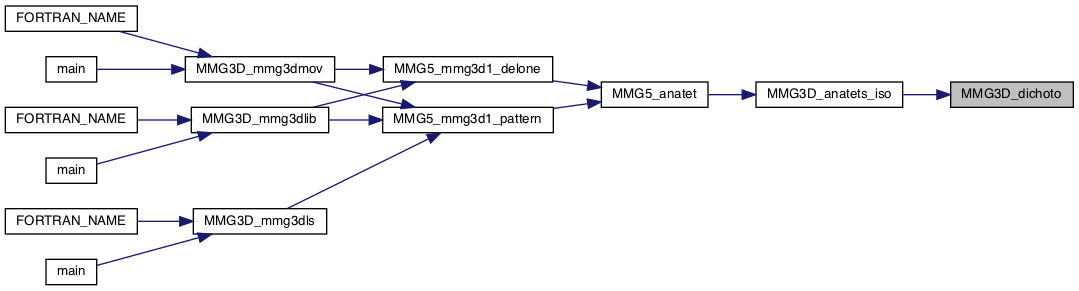 FORTRAN_NAME
main
MMG3D_mmg3dmov
MMG5_mmg3d1_delone
MMG5_anatet
MMG3D_anatets_iso
MMG3D_dichoto
FORTRAN_NAME
MMG3D_mmg3dlib
MMG5_mmg3d1_pattern
main
FORTRAN_NAME
MMG3D_mmg3dls
main